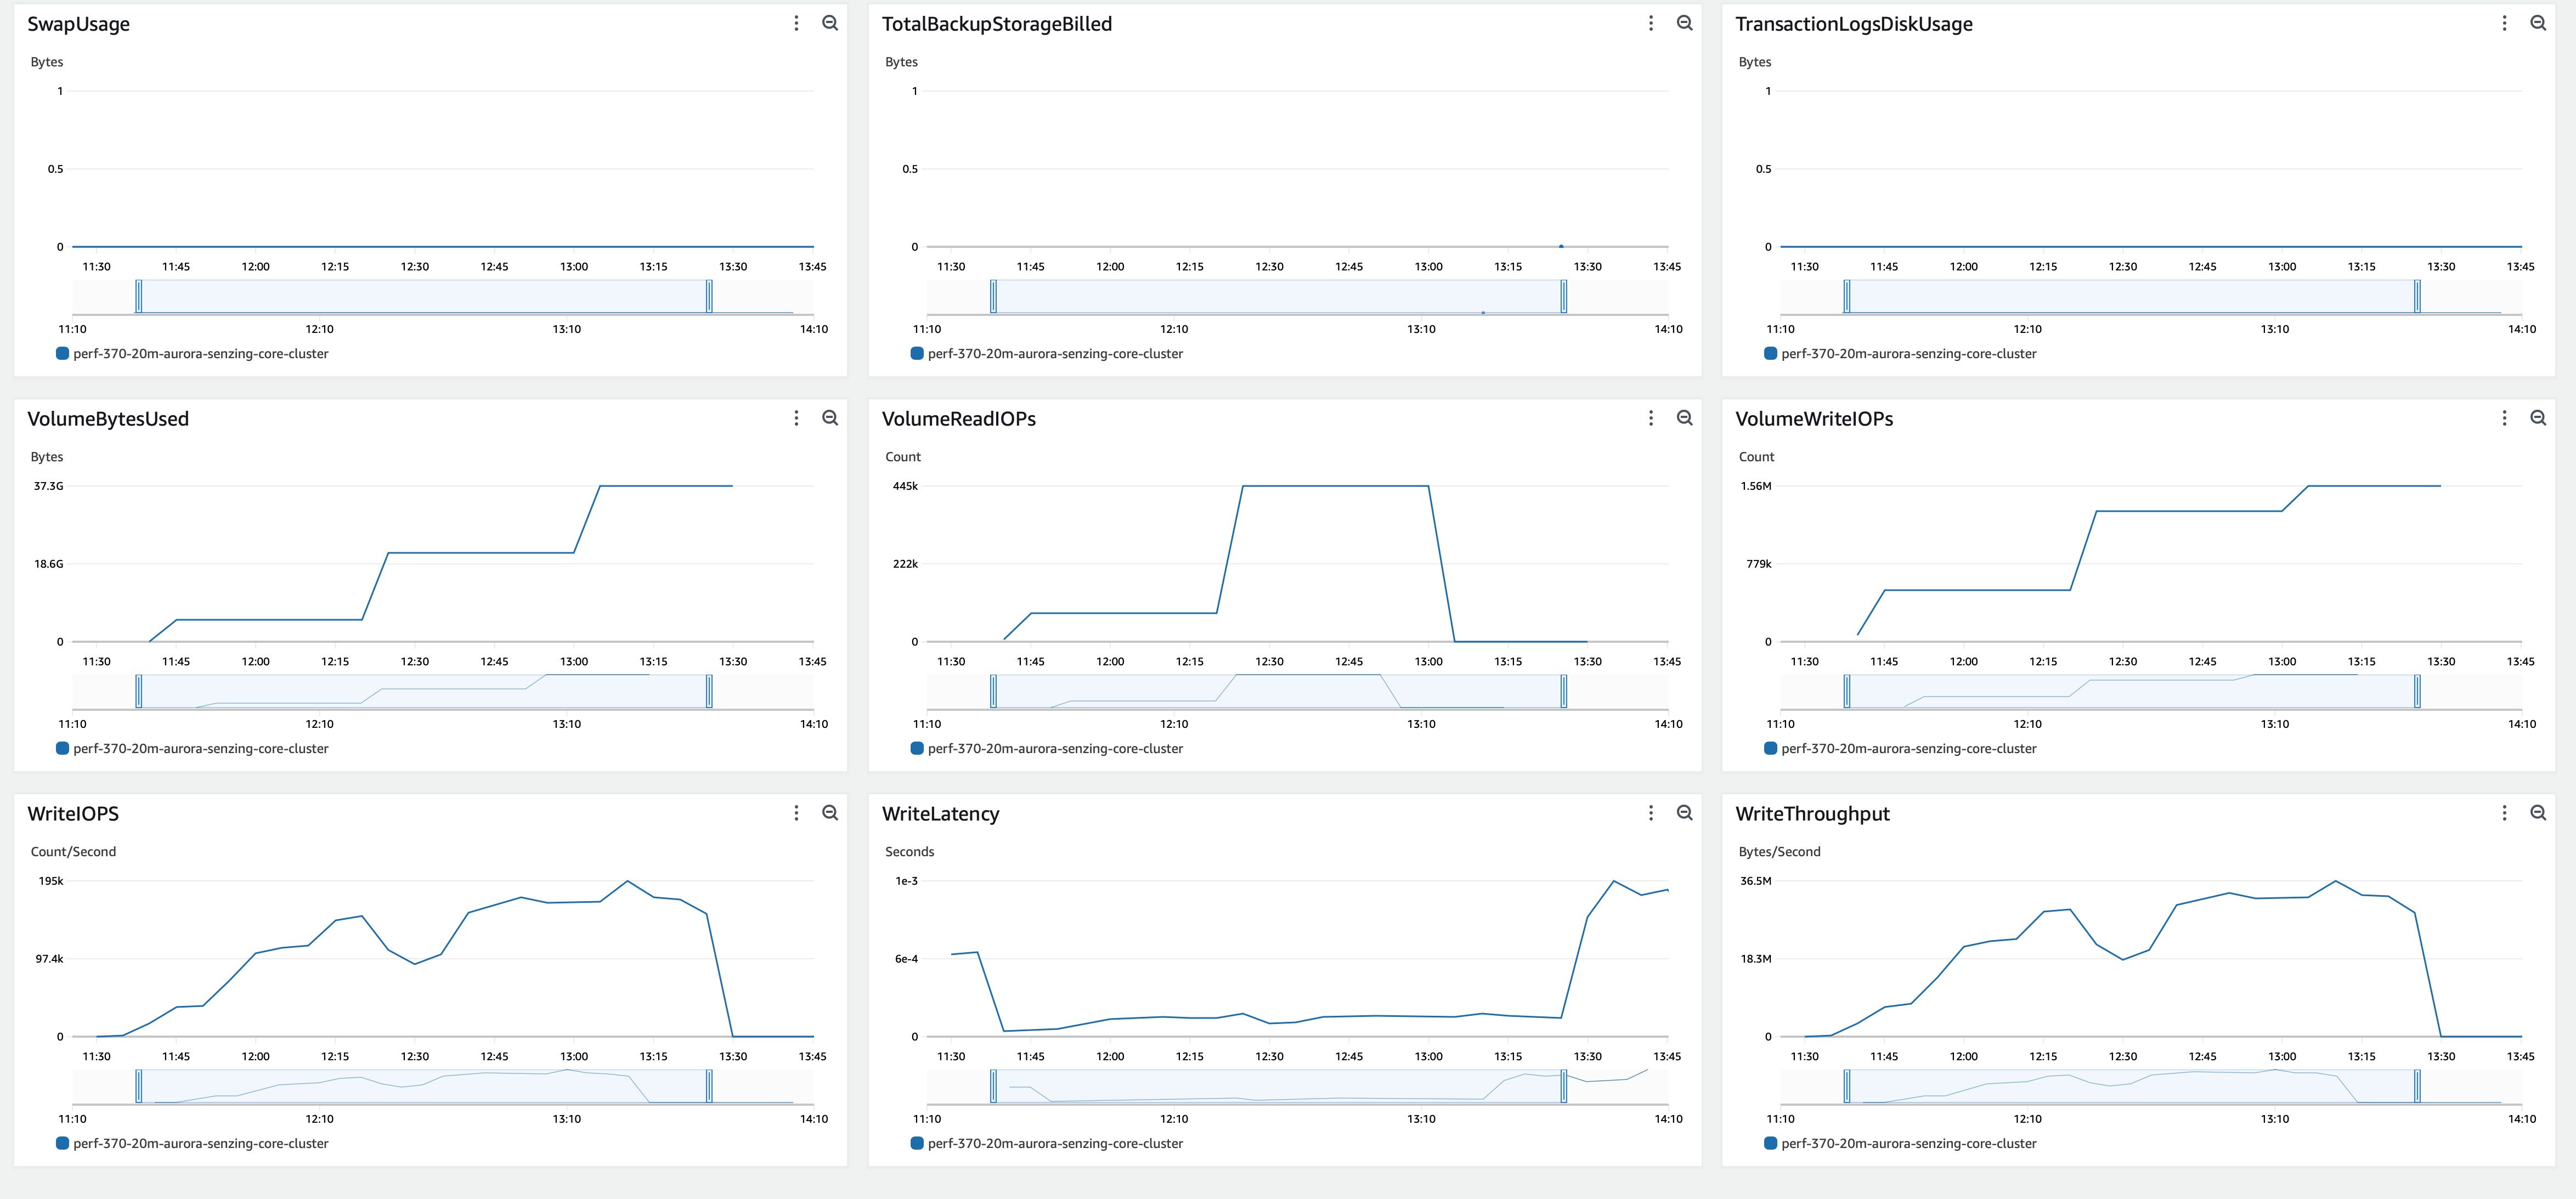 SwapUsage
Bytes
1
0.5
0
11:30 11:45 12:00 12:15 12:30 12:45 13:00 13:15 13:30 13:45
11:10 12:10 13:10 14:10
perf-370-20m-aurora-senzing-core-cluster
TotalBackupStorageBilled
Bytes
1
0.5
0
11:30 11:45 12:00 12:15 12:30 12:45 13:00 13:15 13:30 13:45
11:10 12:10 13:10 14:10
perf-370-20m-aurora-senzing-core-cluster
TransactionLogsDiskUsage
Bytes
1
0.5
0
11:30 11:45 12:00 12:15 12:30 12:45 13:00 13:15 13:30 13:45
11:10 12:10 13:10 14:10
perf-370-20m-aurora-senzing-core-cluster
VolumeBytesUsed
Bytes
37.3G
18.6G
0
11:30 11:45 12:00 12:15 12:30 12:45 13:00 13:15 13:30 13:45
11:10 12:10 13:10 14:10
perf-370-20m-aurora-senzing-core-cluster
VolumeReadIOPs
Count
445k
222k
0
11:30 11:45 12:00 12:15 12:30 12:45 13:00 13:15 13:30 13:45
11:10 12:10 13:10 14:10
perf-370-20m-aurora-senzing-core-cluster
VolumeWriteIOPs
Count
1.56M
779k
0
11:30 11:45 12:00 12:15 12:30 12:45 13:00 13:15 13:30 13:45
11:10 12:10 13:10 14:10
perf-370-20m-aurora-senzing-core-cluster
WriteIOPS
Count/Second
195k
97.4k
0
11:30 11:45 12:00 12:15 12:30 12:45 13:00 13:15 13:30 13:45
11:10 12:10 13:10 14:10
perf-370-20m-aurora-senzing-core-cluster
WriteLatency
Seconds
1e-3
6e-4
0
11:30 11:45 12:00 12:15 12:30 12:45 13:00 13:15 13:30 13:45
11:10 12:10 13:10 14:10
perf-370-20m-aurora-senzing-core-cluster
WriteThroughput
Bytes/Second
36.5M
18.3M
0
11:30 11:45 12:00 12:15 12:30 12:45 13:00 13:15 13:30 13:45
11:10 12:10 13:10 14:10
perf-370-20m-aurora-senzing-core-cluster